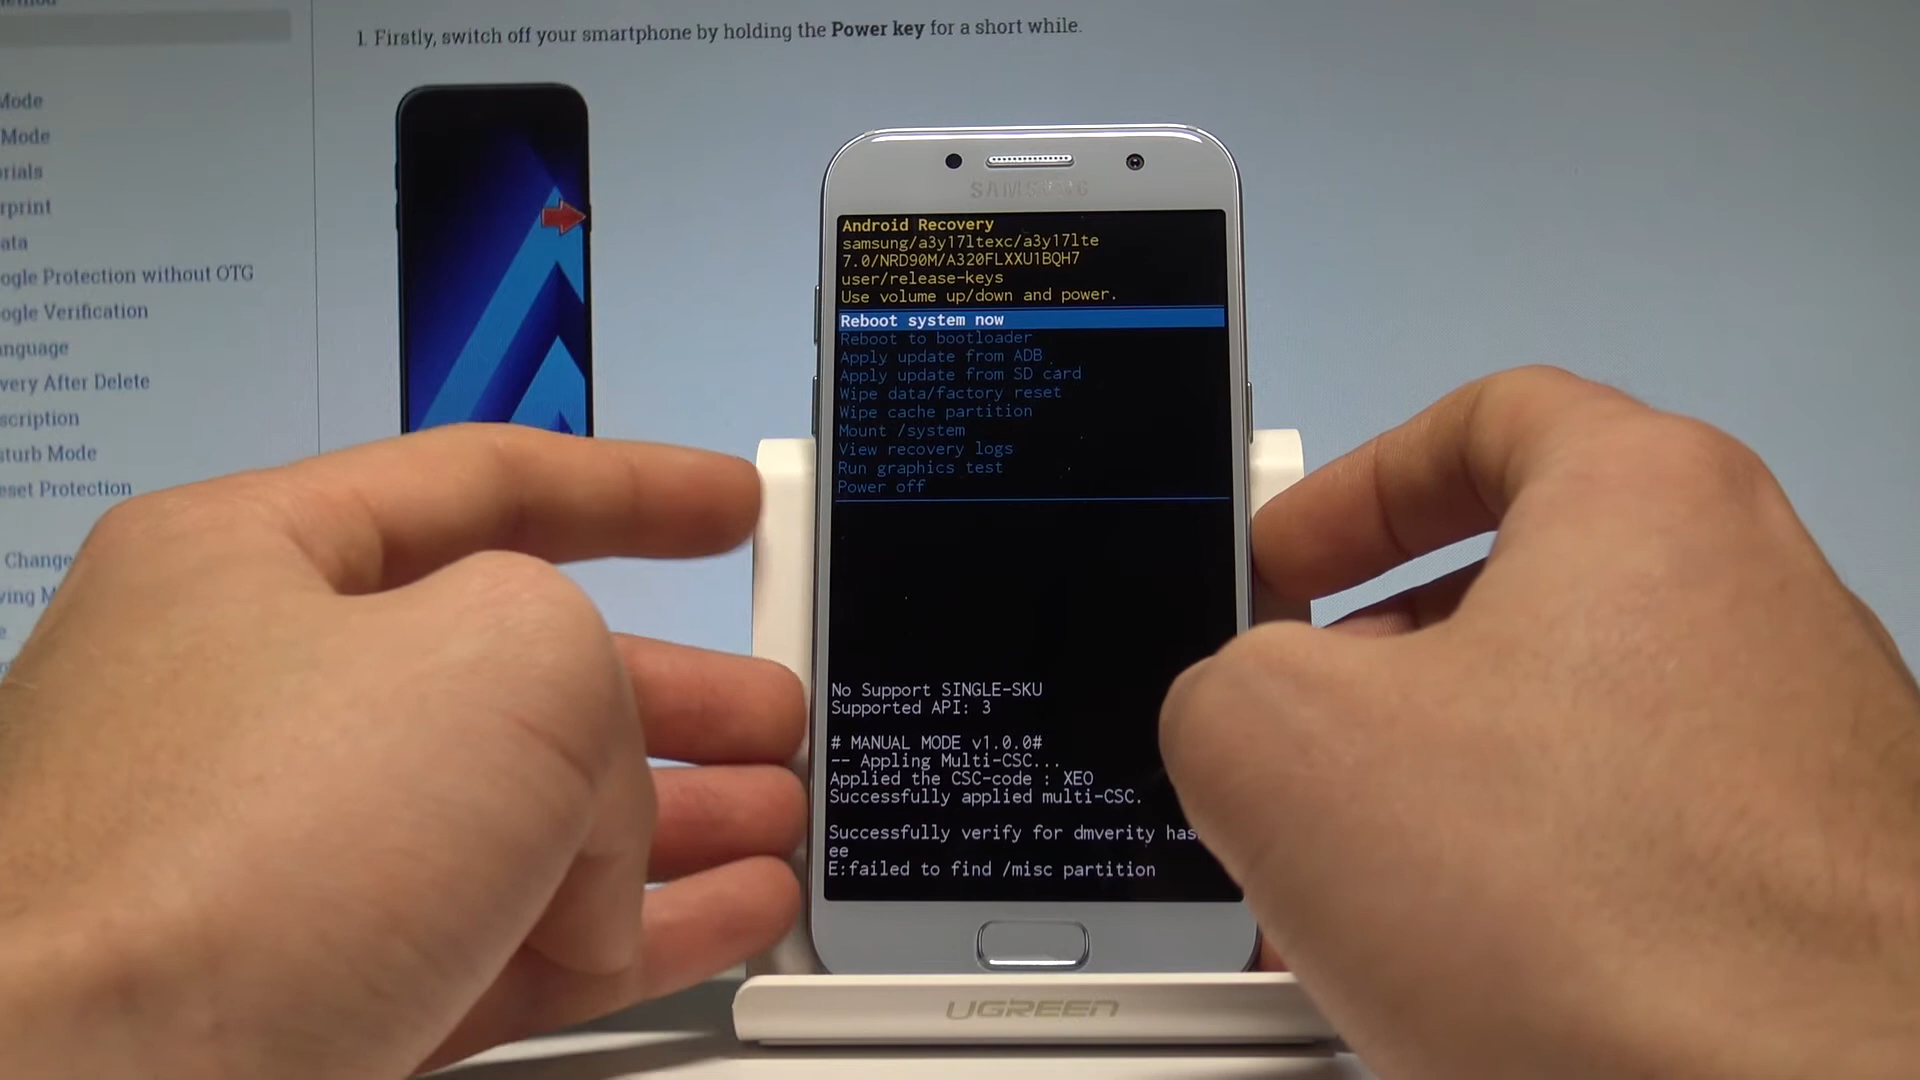 1. Firstly, switch off your smartphone by holding the Power key for a short while.
Mode
Mode
rials
rprint
ata
ogle Protection without OTG
ogle Verification
anguage
very After Delete
scription
sturb Mode
eset Protection
Change
ving M
SAMSUNG
Android Recovery
samsung/a3y17ltexc/a3y17lte
7.0/NRD90M/A320FLXXU1BQH7
user/release-keys
Use volume up/down and power.
Reboot system now
Reboot to bootloader
Apply update from ADB
Apply update from SD card
Wipe data/factory reset
Wipe cache partition
Mount /system
View recovery logs
Run graphics test
Power off
No Support SINGLE-SKU
Supported API: 3
# MANUAL MODE v1.0.0#
-- Appling Multi-CSC...
Applied the CSC-code : XEO
Successfully applied multi-CSC.
Successfully verify for dmverity has
ee
E:failed to find /misc partition
UGREEN